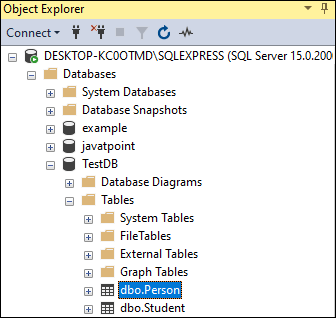 Object Explorer
Connect
DESKTOP-KC0OTMD\SQLEXPRESS (SQL Server 15.0.200
Databases
System Databases
Database Snapshots
example
javatpoint
TestDB
Database Diagrams
Tables
System Tables
FileTables
External Tables
Graph Tables
dbo.Person
dbo.Student